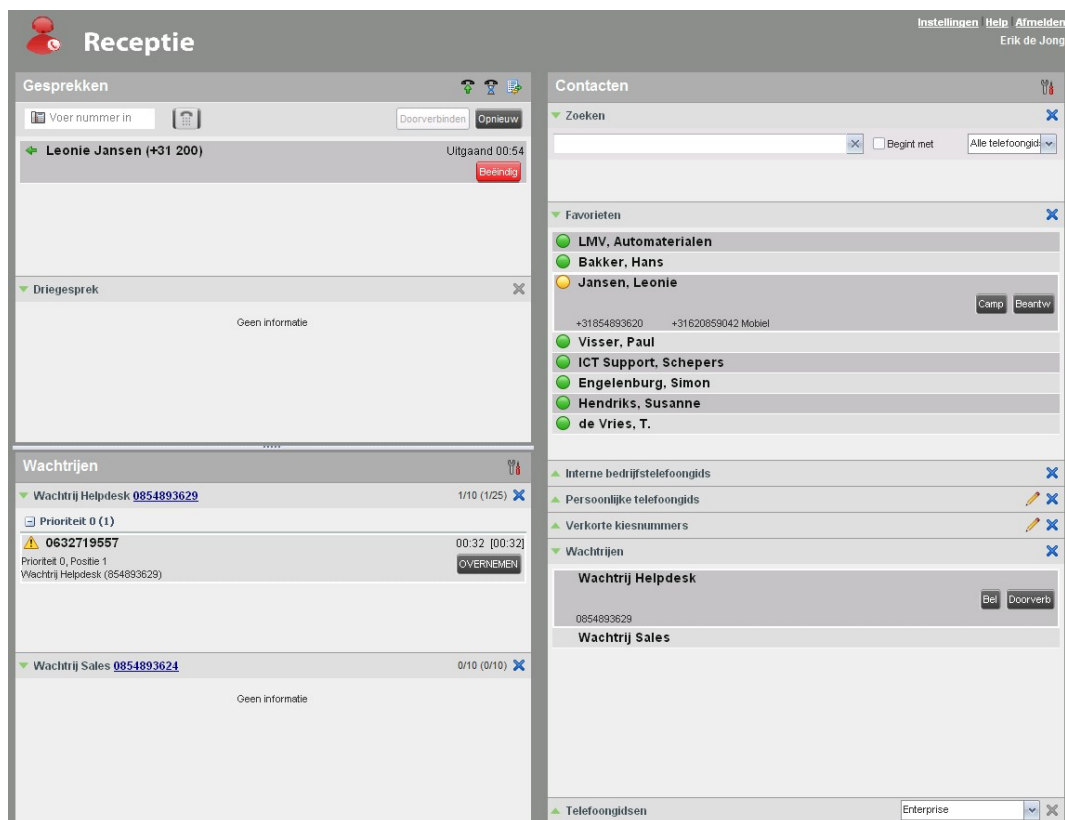 Receptie
Instellingen | Help | Afmelden
Erik de Jong
Gesprekken
Voer nummer in
Doorverbinden Opnieuw
Leonie Jansen (+31 200) Uitgaand 00:54
Beëindig
Driegesprek
Geen informatie
Wachtrijen
Wachtrij Helpdesk 0854893629 1/10 (1/25)
Prioriteit 0 (1)
0632719557 00:32 [00:32]
Prioriteit 0, Positie 1
OVERNEMEN
Wachtrij Helpdesk (854893629)
Wachtrij Sales 0854893624 0/10 (0/10)
Geen informatie
Contacten
Zoeken
Begint met Alle telefoongid
Favorieten
LMV, Automaterialen
Bakker, Hans
Jansen, Leonie
Camp Beantw
+31854893620 +31620859042 Mobiel
Visser, Paul
ICT Support, Schepers
Engelenburg, Simon
Hendriks, Susanne
de Vries, T.
Interne bedrijfstelefoongids
Persoonlijke telefoongids
Verkorte kiesnummers
Wachtrijen
Wachtrij Helpdesk
Bel Doorverb
0854893629
Wachtrij Sales
Telefoongidsen Enterprise